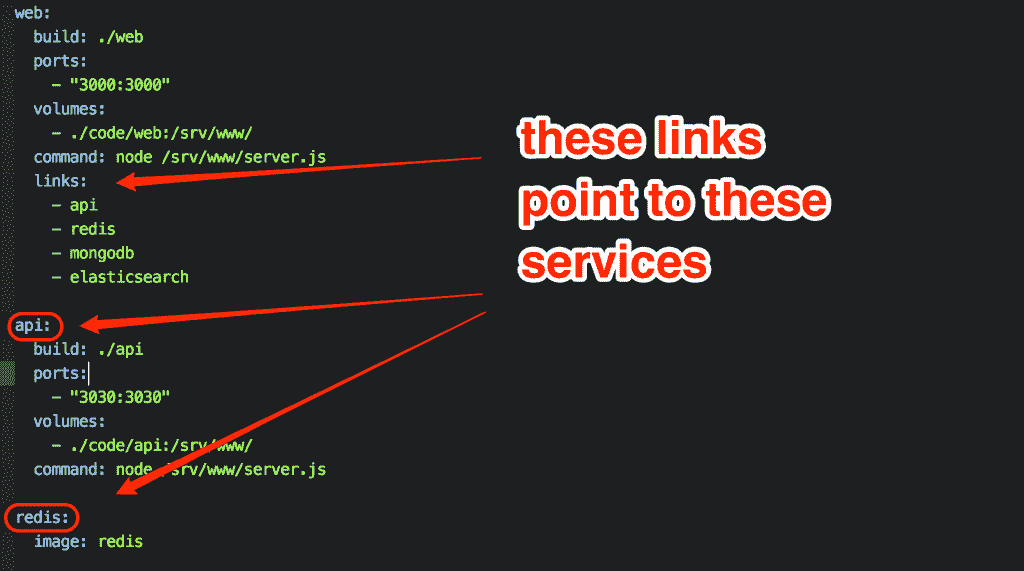 web:
build: ./web
ports:
- "3000:3000"
volumes:
- ./code/web:/srv/www/
command: node /srv/www/server.js
links:
- api
- redis
- mongodb
- elasticsearch
api:
build: ./api
ports:
- "3030:3030"
volumes:
- ./code/api:/srv/www/
command: node /srv/www/server.js
redis:
image: redis
these links
point to these
services